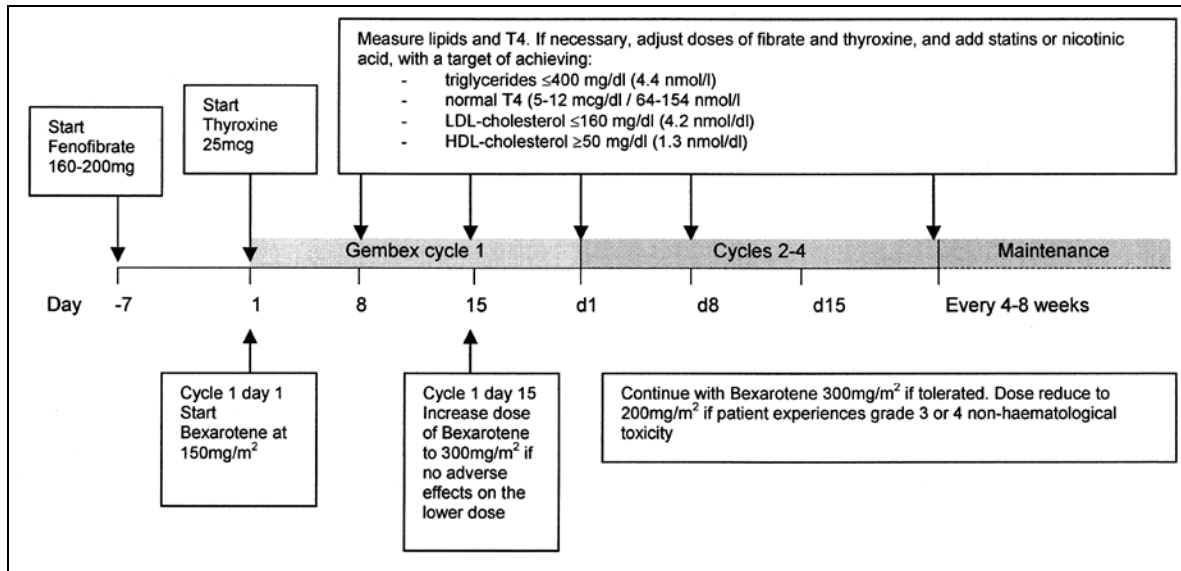 Measure lipids and T4. If necessary, adjust doses of fibrate and thyroxine, and add statins or nicotinic
acid, with a target of achieving:
- triglycerides ≤400 mg/dl (4.4 nmol/l)
- normal T4 (5-12 mcg/dl / 64-154 nmol/l
- LDL-cholesterol ≤160 mg/dl (4.2 nmol/dl)
- HDL-cholesterol ≥50 mg/dl (1.3 nmol/dl)
Start
Fenofibrate
160-200mg
Start
Thyroxine
25mcg
Gembex cycle 1
Cycles 2-4
Maintenance
Day -7 1 8 15 d1 d8 d15 Every 4-8 weeks
Cycle 1 day 1
Start
Bexarotene at
150mg/m²
Cycle 1 day 15
Increase dose
of Bexarotene
to 300mg/m² if
no adverse
effects on the
lower dose
Continue with Bexarotene 300mg/m² if tolerated. Dose reduce to
200mg/m² if patient experiences grade 3 or 4 non-haematological
toxicity